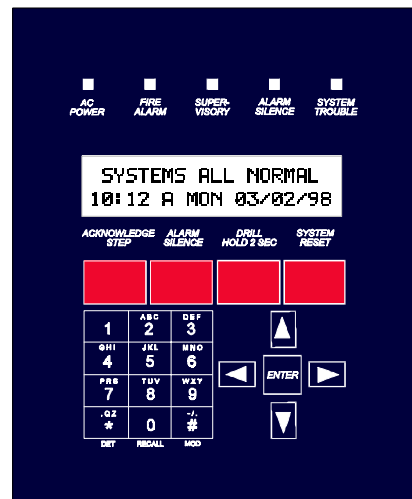 AC POWER
FIRE ALARM
SUPER-VISORY
ALARM SILENCE
SYSTEM TROUBLE
SYSTEMS ALL NORMAL
10:12 A MON 03/02/98
ACKNOWLEDGE STEP
ALARM SILENCE
DRILL HOLD 2 SEC
SYSTEM RESET
1
ABC 2
DEF 3
GHI 4
JKL 5
MNO 6
PRS 7
TUV 8
WXY 9
.QZ *
0
-/. #
DET
RECALL
MOD
ENTER